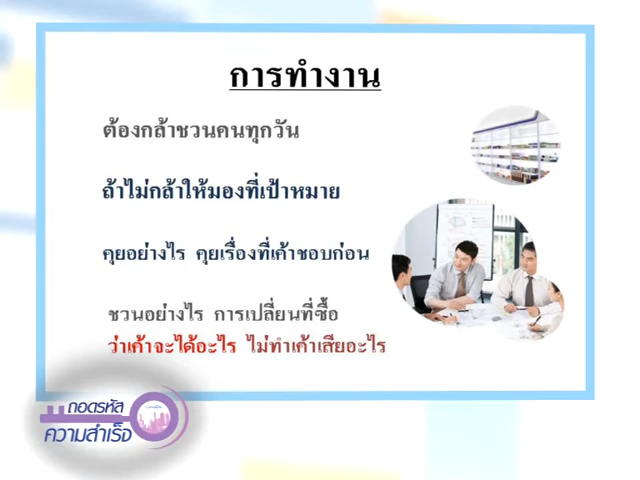 การทำงาน
ต้องกล้าชวนคนทุกวัน
ถ้าไม่กล้าให้มองที่เป้าหมาย
คุยอย่างไร คุยเรื่องที่เค้าชอบก่อน
ชวนอย่างไร การเปลี่ยนที่ซื้อ
ว่าเค้าจะได้อะไร ไม่ทำเค้าเสียอะไร
ถอดรหัส
ความสำเร็จ